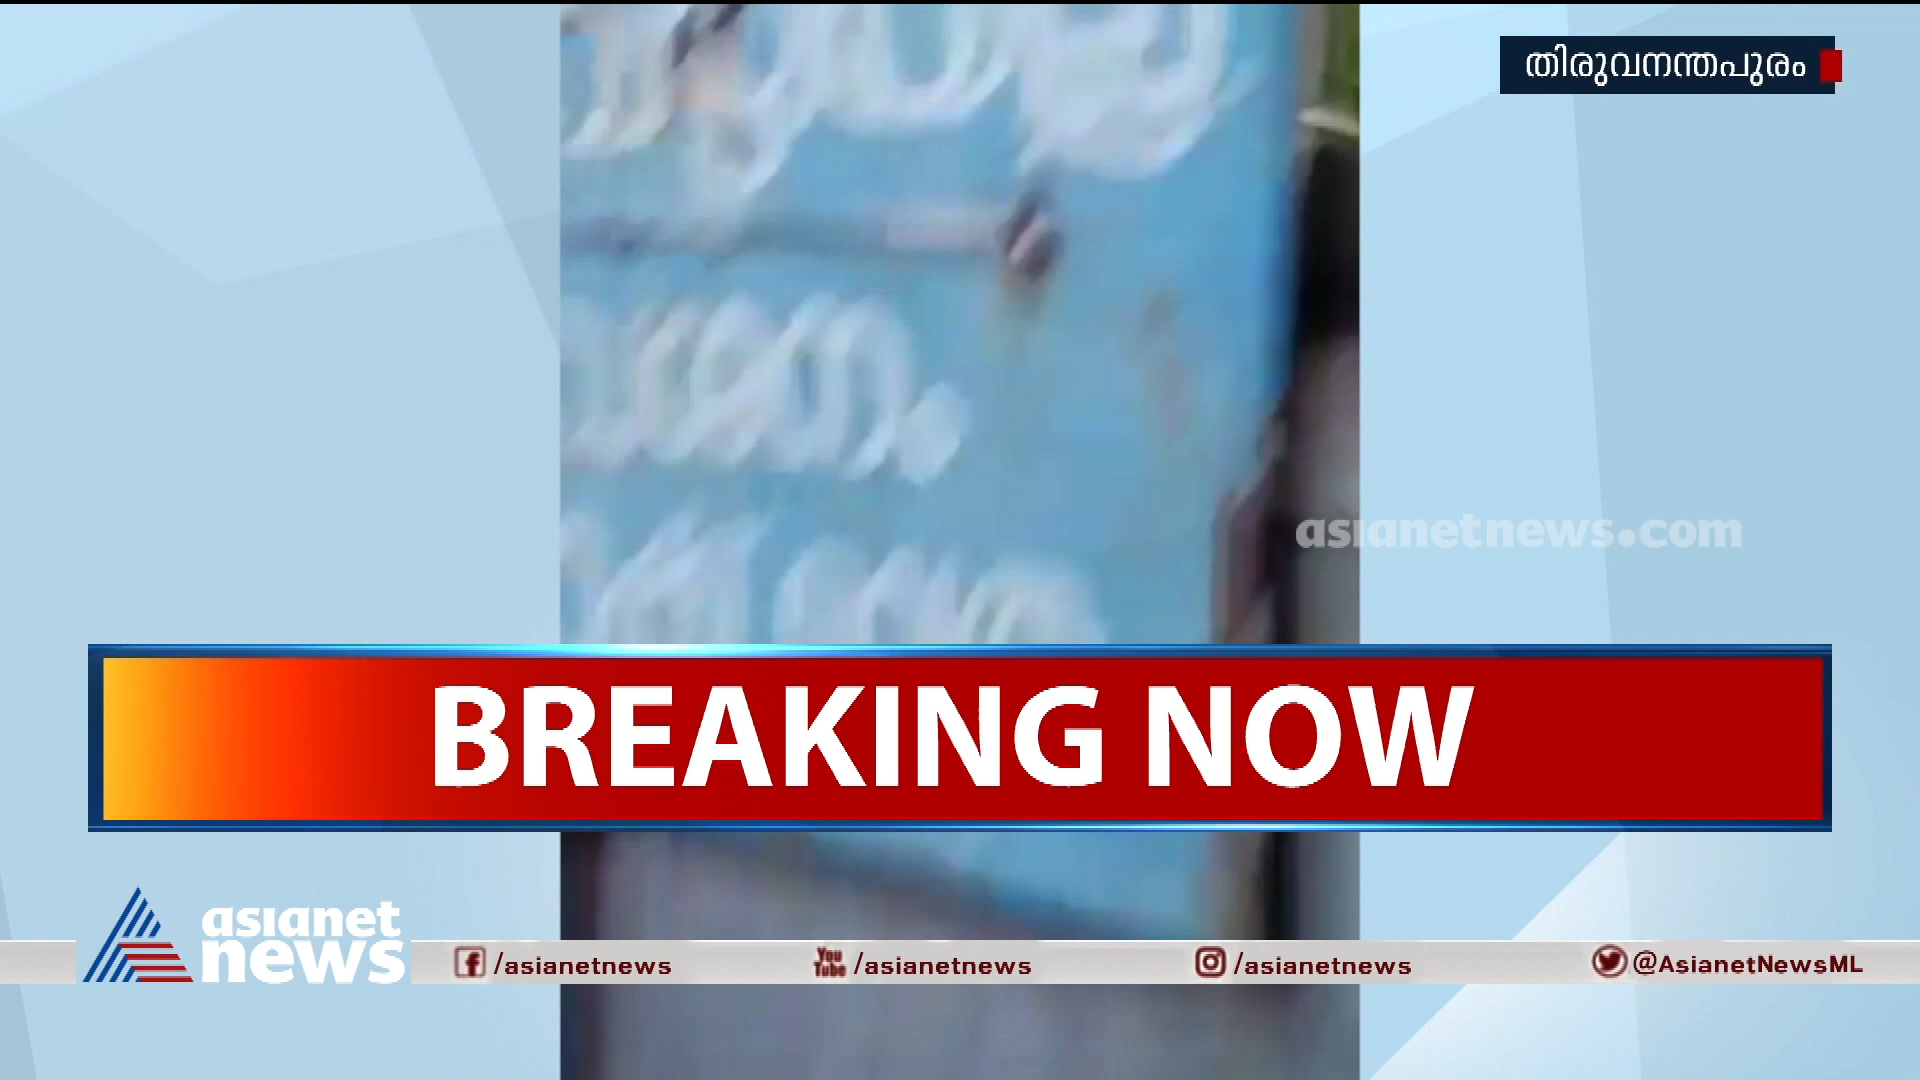 തിരുവനന്തപുരം
asianetnews.com
BREAKING NOW
asianet
news
/asianetnews
You
Tube /asianetnews
/asianetnews
@AsianetNewsML